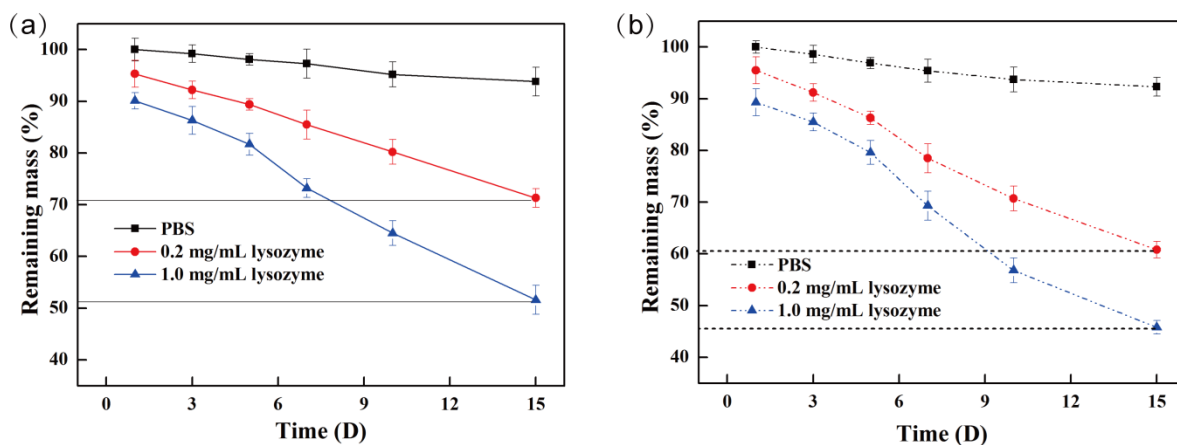 (a)
Remaining mass (%)
100
90
80
70
60
50
40
PBS
0.2 mg/mL lysozyme
1.0 mg/mL lysozyme
0 3 6 9 12 15
Time (D)
(b)
Remaining mass (%)
100
90
80
70
60
50
40
PBS
0.2 mg/mL lysozyme
1.0 mg/mL lysozyme
0 3 6 9 12 15
Time (D)